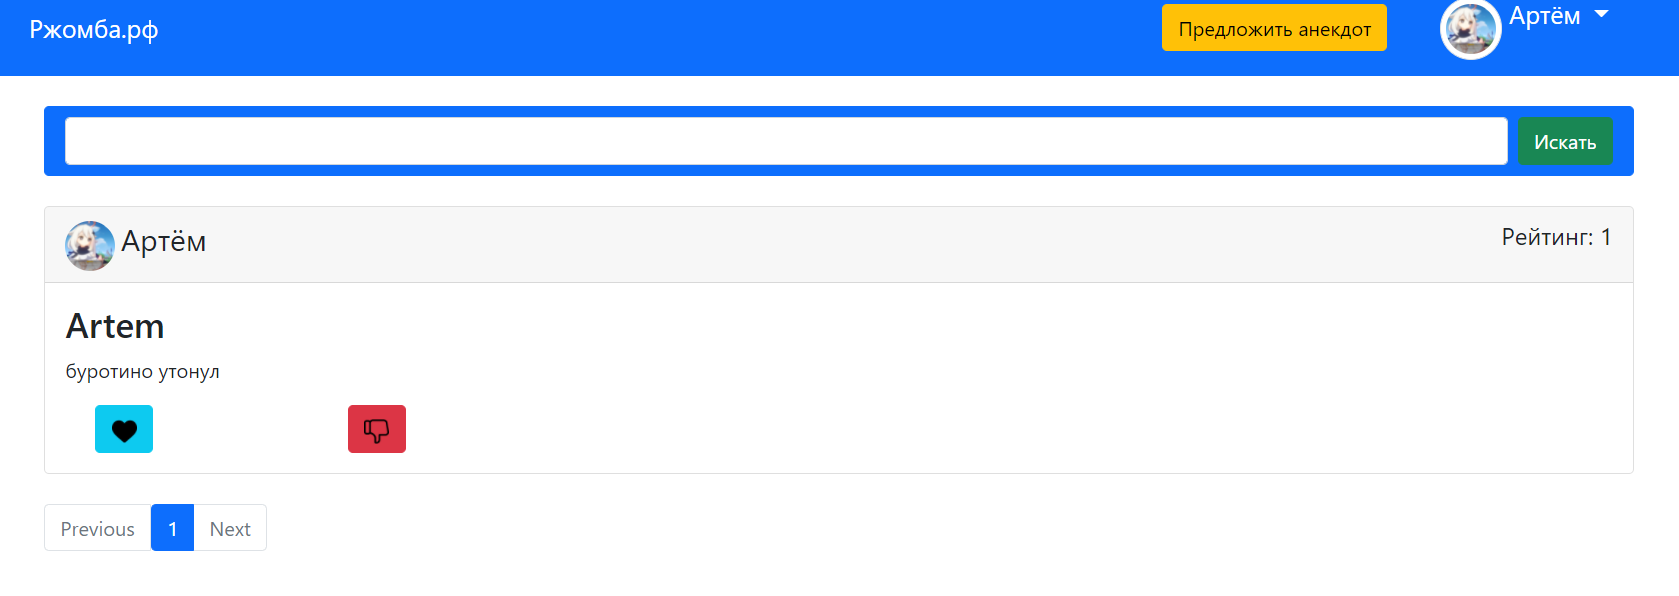 Ржомба.рф
Предложить анекдот
Артём
Искать
Артём
Рейтинг: 1
Artem
буротино утонул
Previous 1 Next